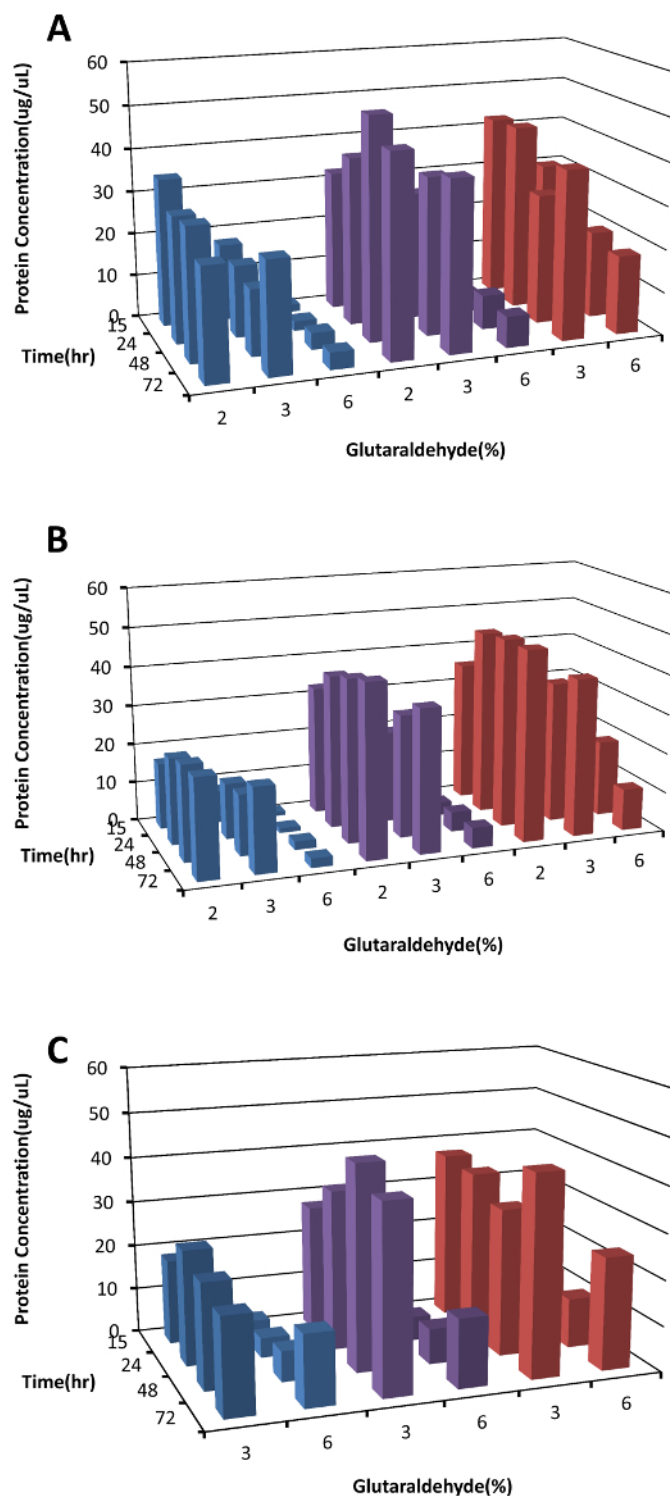 A
60
50
40
30
20
10
0
Protein Concentration(ug/uL)
15
24
48
72
Time(hr)
2 3 6 2 3 6 3 6
Glutaraldehyde(%)
B
60
50
40
30
20
10
0
Protein Concentration(ug/uL)
15
24
48
72
Time(hr)
2 3 6 2 3 6 2 3 6
Glutaraldehyde(%)
C
60
50
40
30
20
10
0
Protein Concentration(ug/uL)
15
24
48
72
Time(hr)
3 6 3 6 3 6
Glutaraldehyde(%)